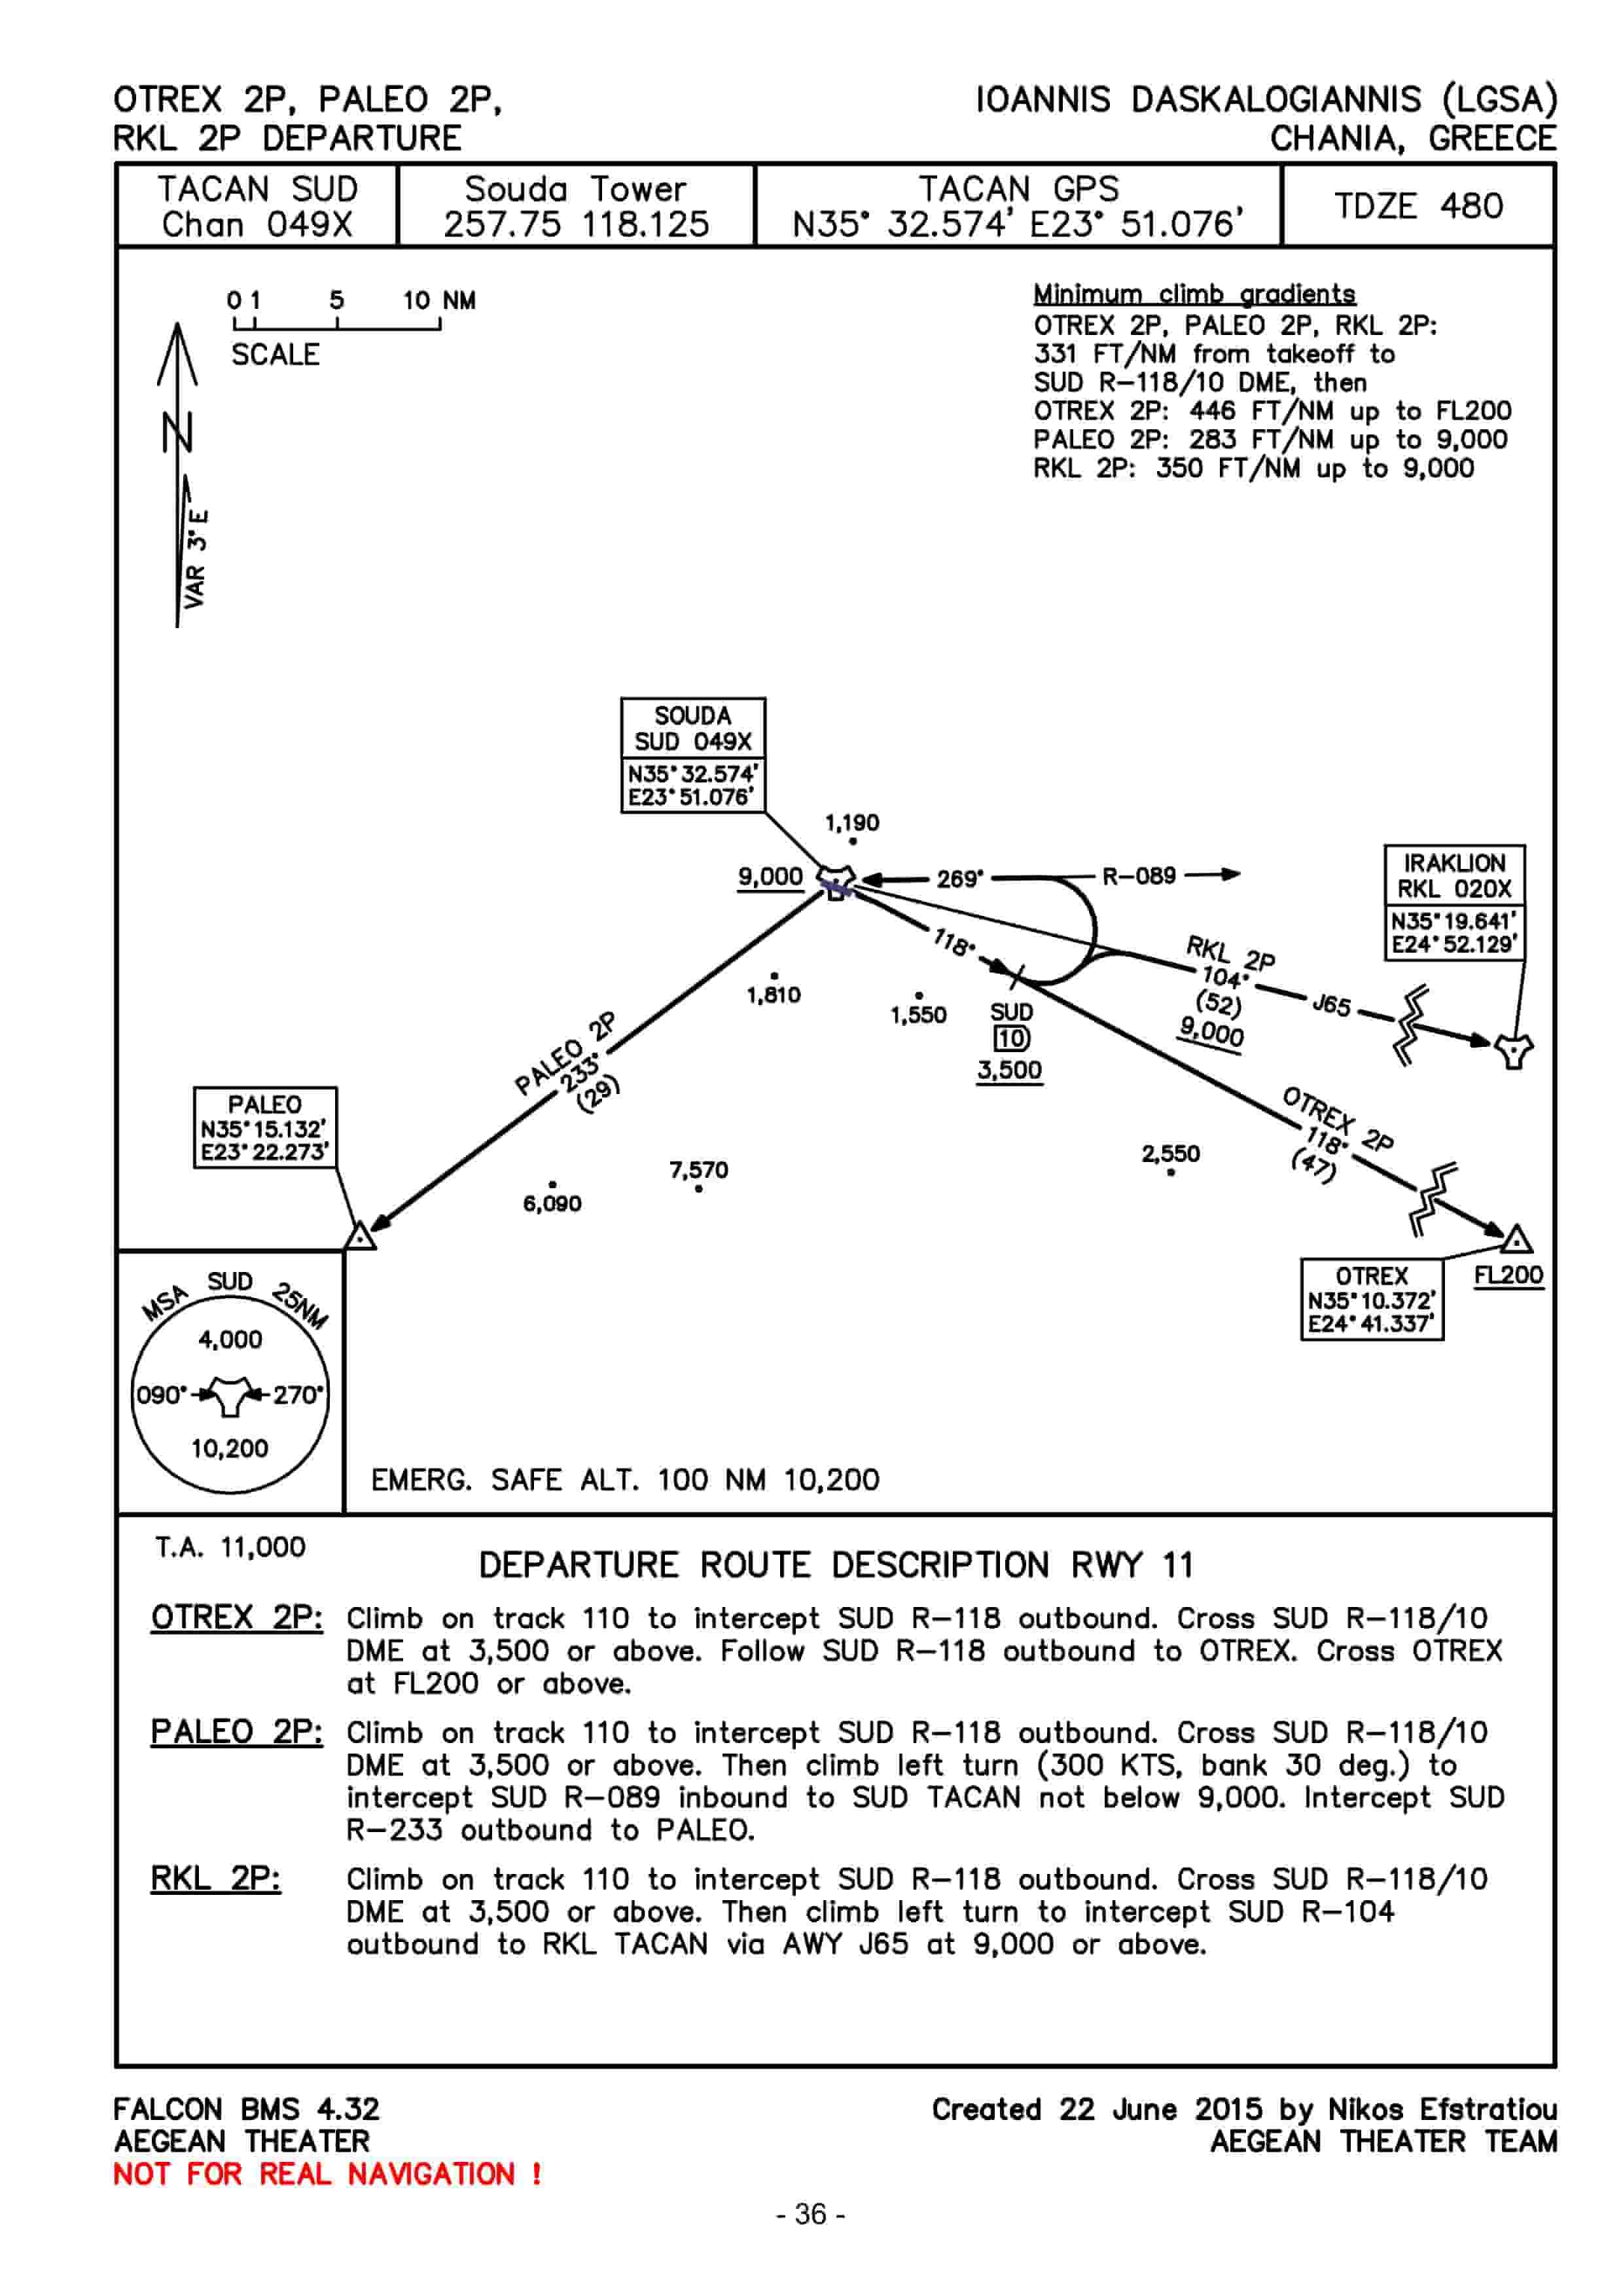 OTREX 2P, PALEO 2P,
RKL 2P DEPARTURE
IOANNIS DASKALOGIANNIS (LGSA)
CHANIA, GREECE
TACAN SUD
Chan 049X
Souda Tower
257.75 118.125
TACAN GPS
N35° 32.574' E23° 51.076'
TDZE 480
0 1 5 10 NM
SCALE
N
VAR 3°E
Minimum climb gradients
OTREX 2P, PALEO 2P, RKL 2P:
331 FT/NM from takeoff to
SUD R-118/10 DME, then
OTREX 2P: 446 FT/NM up to FL200
PALEO 2P: 283 FT/NM up to 9,000
RKL 2P: 350 FT/NM up to 9,000
SOUDA
SUD 049X
N35° 32.574'
E23° 51.076'
1,190
9,000
269°
R-089
118°
IRAKLION
RKL 020X
N35° 19.641'
E24° 52.129'
RKL 2P
104°
(52)
9,000
J65
1,810
1,550
SUD
10
3,500
PALEO 2P
233°
(29)
PALEO
N35° 15.132'
E23° 22.273'
OTREX 2P
118°
(47)
2,550
7,570
6,090
OTREX
N35° 10.372'
E24° 41.337'
FL200
MSA SUD 25NM
4,000
090° 270°
10,200
EMERG. SAFE ALT. 100 NM 10,200
T.A. 11,000
DEPARTURE ROUTE DESCRIPTION RWY 11
OTREX 2P: Climb on track 110 to intercept SUD R-118 outbound. Cross SUD R-118/10
DME at 3,500 or above. Follow SUD R-118 outbound to OTREX. Cross OTREX
at FL200 or above.
PALEO 2P: Climb on track 110 to intercept SUD R-118 outbound. Cross SUD R-118/10
DME at 3,500 or above. Then climb left turn (300 KTS, bank 30 deg.) to
intercept SUD R-089 inbound to SUD TACAN not below 9,000. Intercept SUD
R-233 outbound to PALEO.
RKL 2P: Climb on track 110 to intercept SUD R-118 outbound. Cross SUD R-118/10
DME at 3,500 or above. Then climb left turn to intercept SUD R-104
outbound to RKL TACAN via AWY J65 at 9,000 or above.
FALCON BMS 4.32
AEGEAN THEATER
NOT FOR REAL NAVIGATION !
Created 22 June 2015 by Nikos Efstratiou
AEGEAN THEATER TEAM
- 36 -